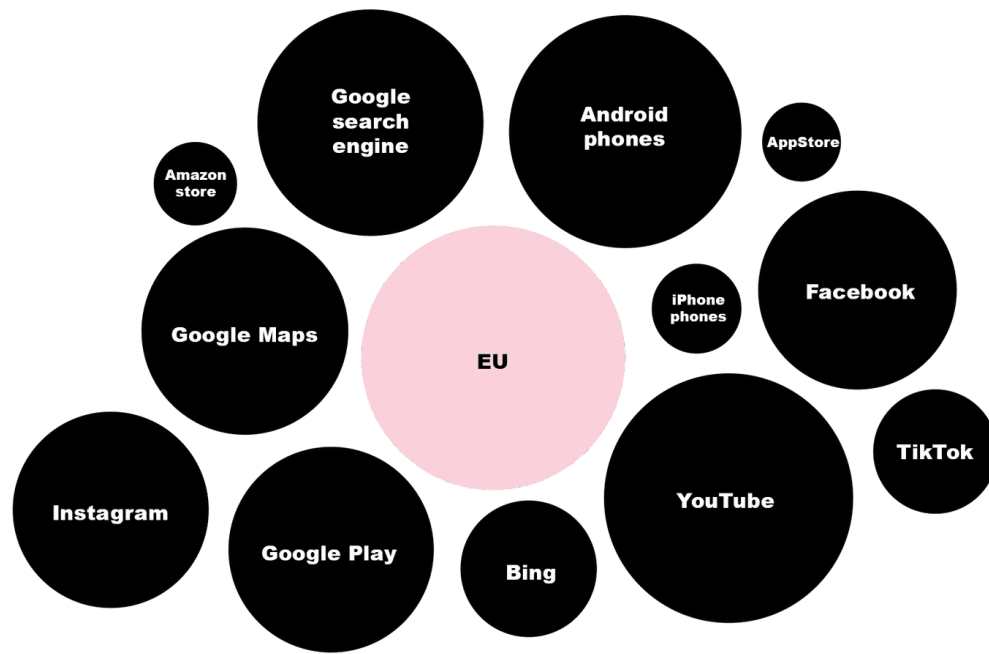 Google
search
engine
Android
phones
AppStore
Amazon
store
Facebook
iPhone
phones
Google Maps
EU
TikTok
YouTube
Instagram
Google Play
Bing